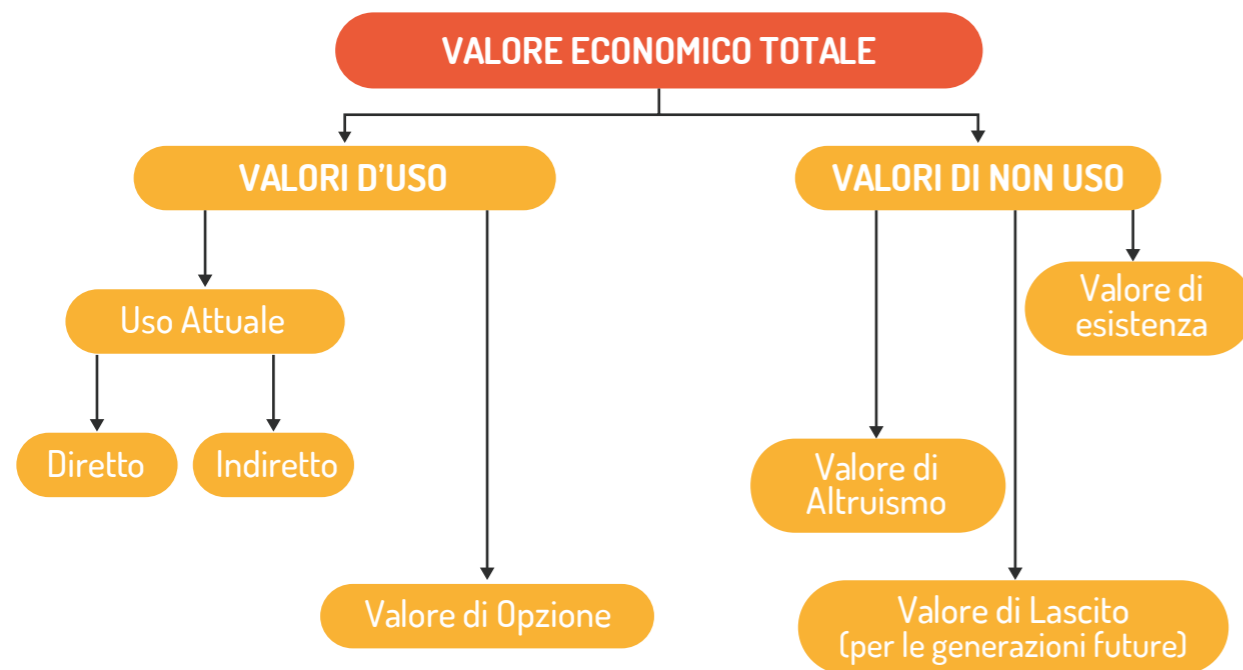 VALORE ECONOMICO TOTALE
VALORI D'USO
VALORI DI NON USO
Valore di
esistenza
Uso Attuale
Diretto
Indiretto
Valore di
Altruismo
Valore di Opzione
Valore di Lascito
(per le generazioni future)